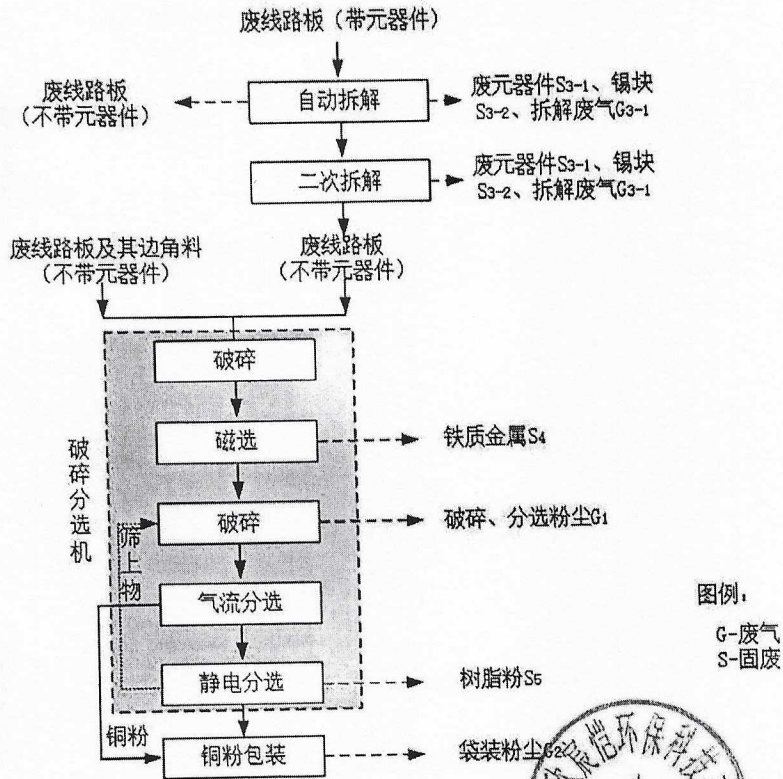 废线路板（带元器件）
废线路板
（不带元器件）
自动拆解
废元器件S3-1、锡块
S3-2、拆解废气G3-1
二次拆解
废元器件S3-1、锡块
S3-2、拆解废气G3-1
废线路板及其边角料
（不带元器件）
废线路板
（不带元器件）
破碎
破碎分选机
磁选
铁质金属S4
破碎
破碎、分选粉尘G1
筛上物
气流分选
图例：
G-废气
S-固废
静电分选
树脂粉S5
铜粉
铜粉包装
袋装粉尘G2
恺环保科技